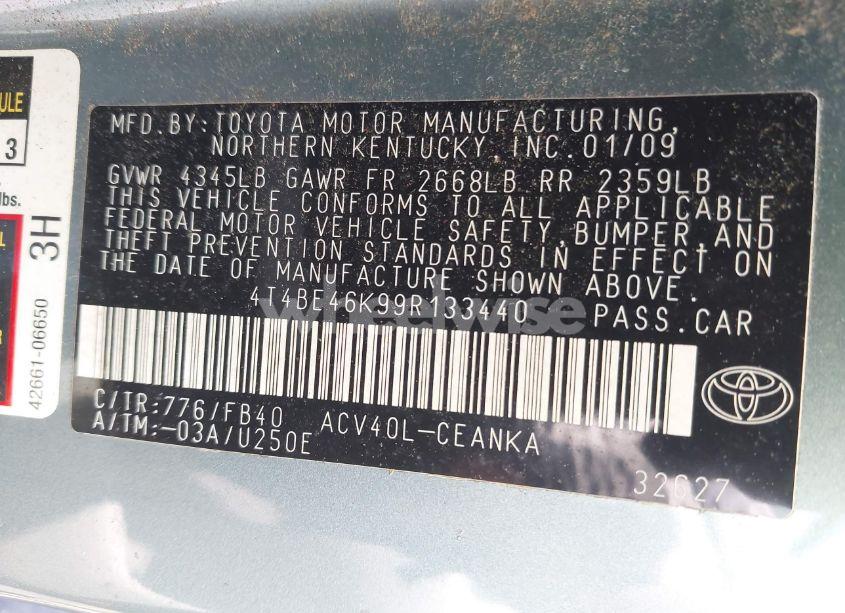 ULE
13
lbs.
L
R
3H
42661-06650
MFD.BY:TOYOTA MOTOR MANUFACTURING,
NORTHERN KENTUCKY INC.01/09
GVWR 4345LB GAWR FR 2668LB RR 2359LB
THIS VEHICLE CONFORMS TO ALL APPLICABLE
FEDERAL MOTOR VEHICLE SAFETY,BUMPER,AND
THEFT PREVENTION STANDARDS IN EFFECT ON
THE DATE OF MANUFACTURE SHOWN ABOVE.
4T4BE46K99R133440 PASS.CAR
wheelwise
C/TR:776/FB40 ACV40L-CEANKA
A/TM:-03A/U250E
32627